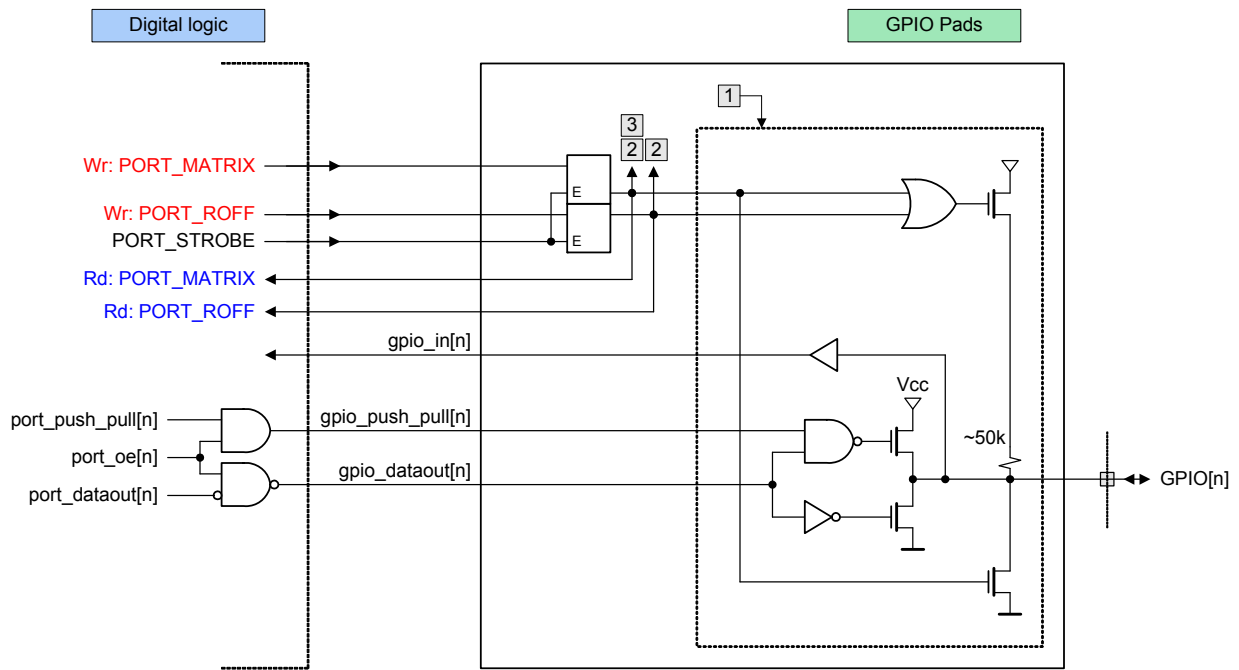 Digital logic
GPIO Pads
1
3
2
2
Wr: PORT_MATRIX
E
Wr: PORT_ROFF
PORT_STROBE
E
Rd: PORT_MATRIX
Rd: PORT_ROFF
gpio_in[n]
Vcc
port_push_pull[n]
gpio_push_pull[n]
~50k
port_oe[n]
gpio_dataout[n]
GPIO[n]
port_dataout[n]